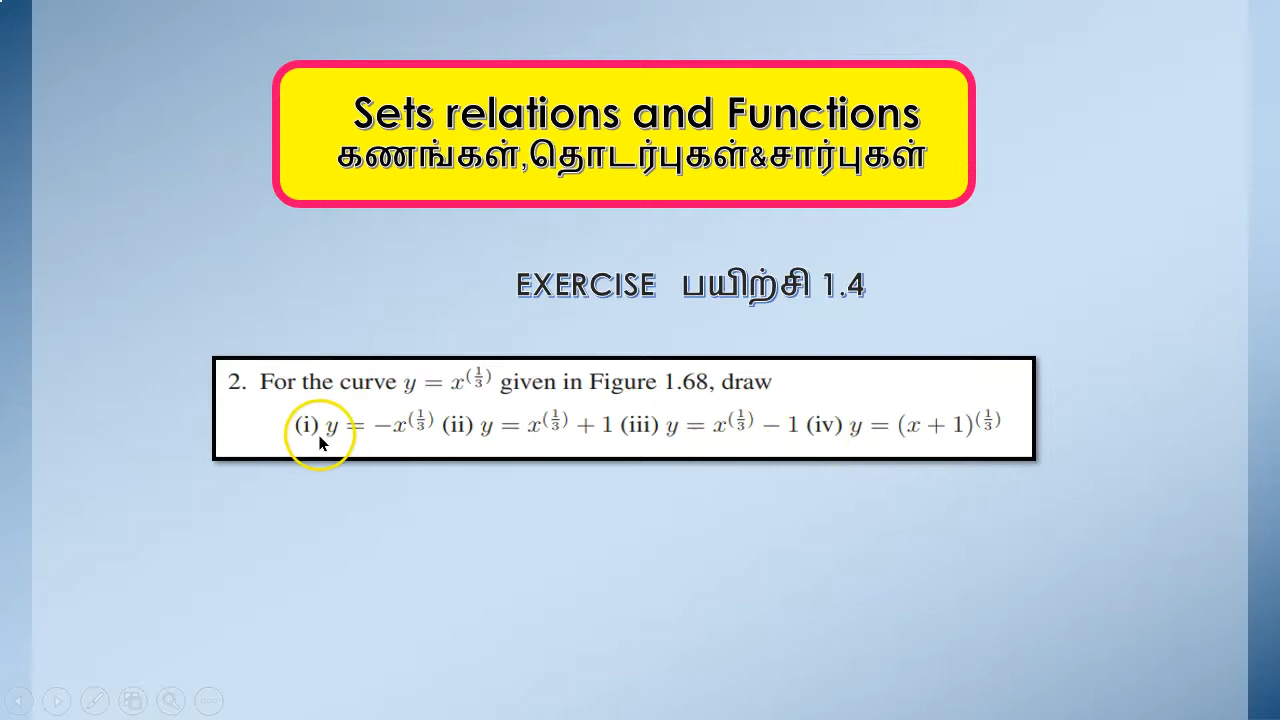 Sets relations and Functions
கணங்கள்,தொடர்புகள்&சார்புகள்
EXERCISE பயிற்சி 1.4
2. For the curve y = x^(1/3) given in Figure 1.68, draw
(i) y = −x^(1/3) (ii) y = x^(1/3) + 1 (iii) y = x^(1/3) − 1 (iv) y = (x + 1)^(1/3)